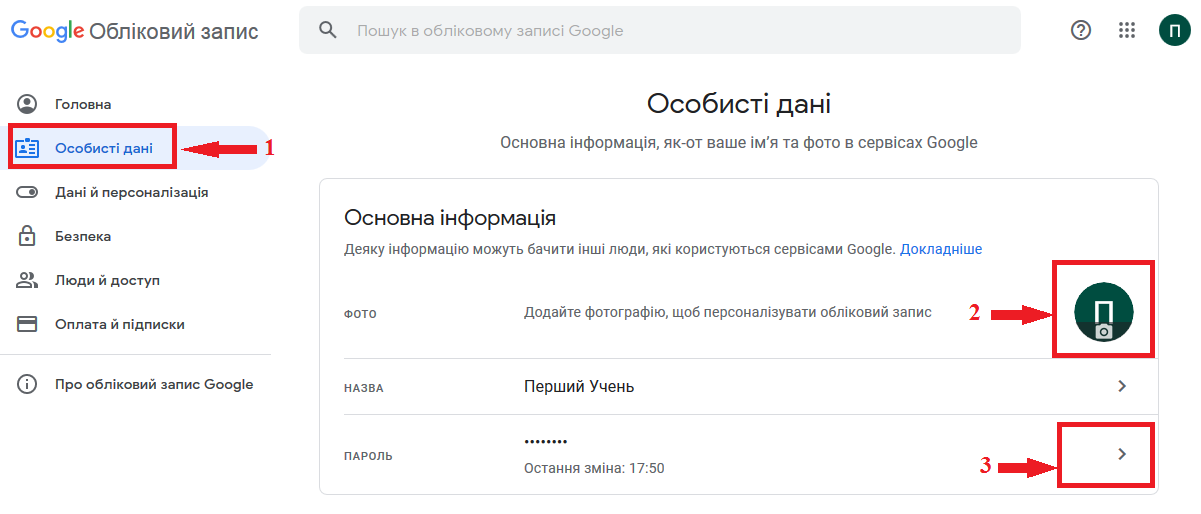 Google Обліковий запис
Пошук в обліковому записі Google
П
Головна
Особисті дані
1
Дані й персоналізація
Безпека
Люди й доступ
Оплата й підписки
Про обліковий запис Google
Особисті дані
Основна інформація, як-от ваше ім’я та фото в сервісах Google
Основна інформація
Деяку інформацію можуть бачити інші люди, які користуються сервісами Google. Докладніше
ФОТО
Додайте фотографію, щоб персоналізувати обліковий запис
2
П
НАЗВА
Перший Учень
ПАРОЛЬ
••••••••
Остання зміна: 17:50
3